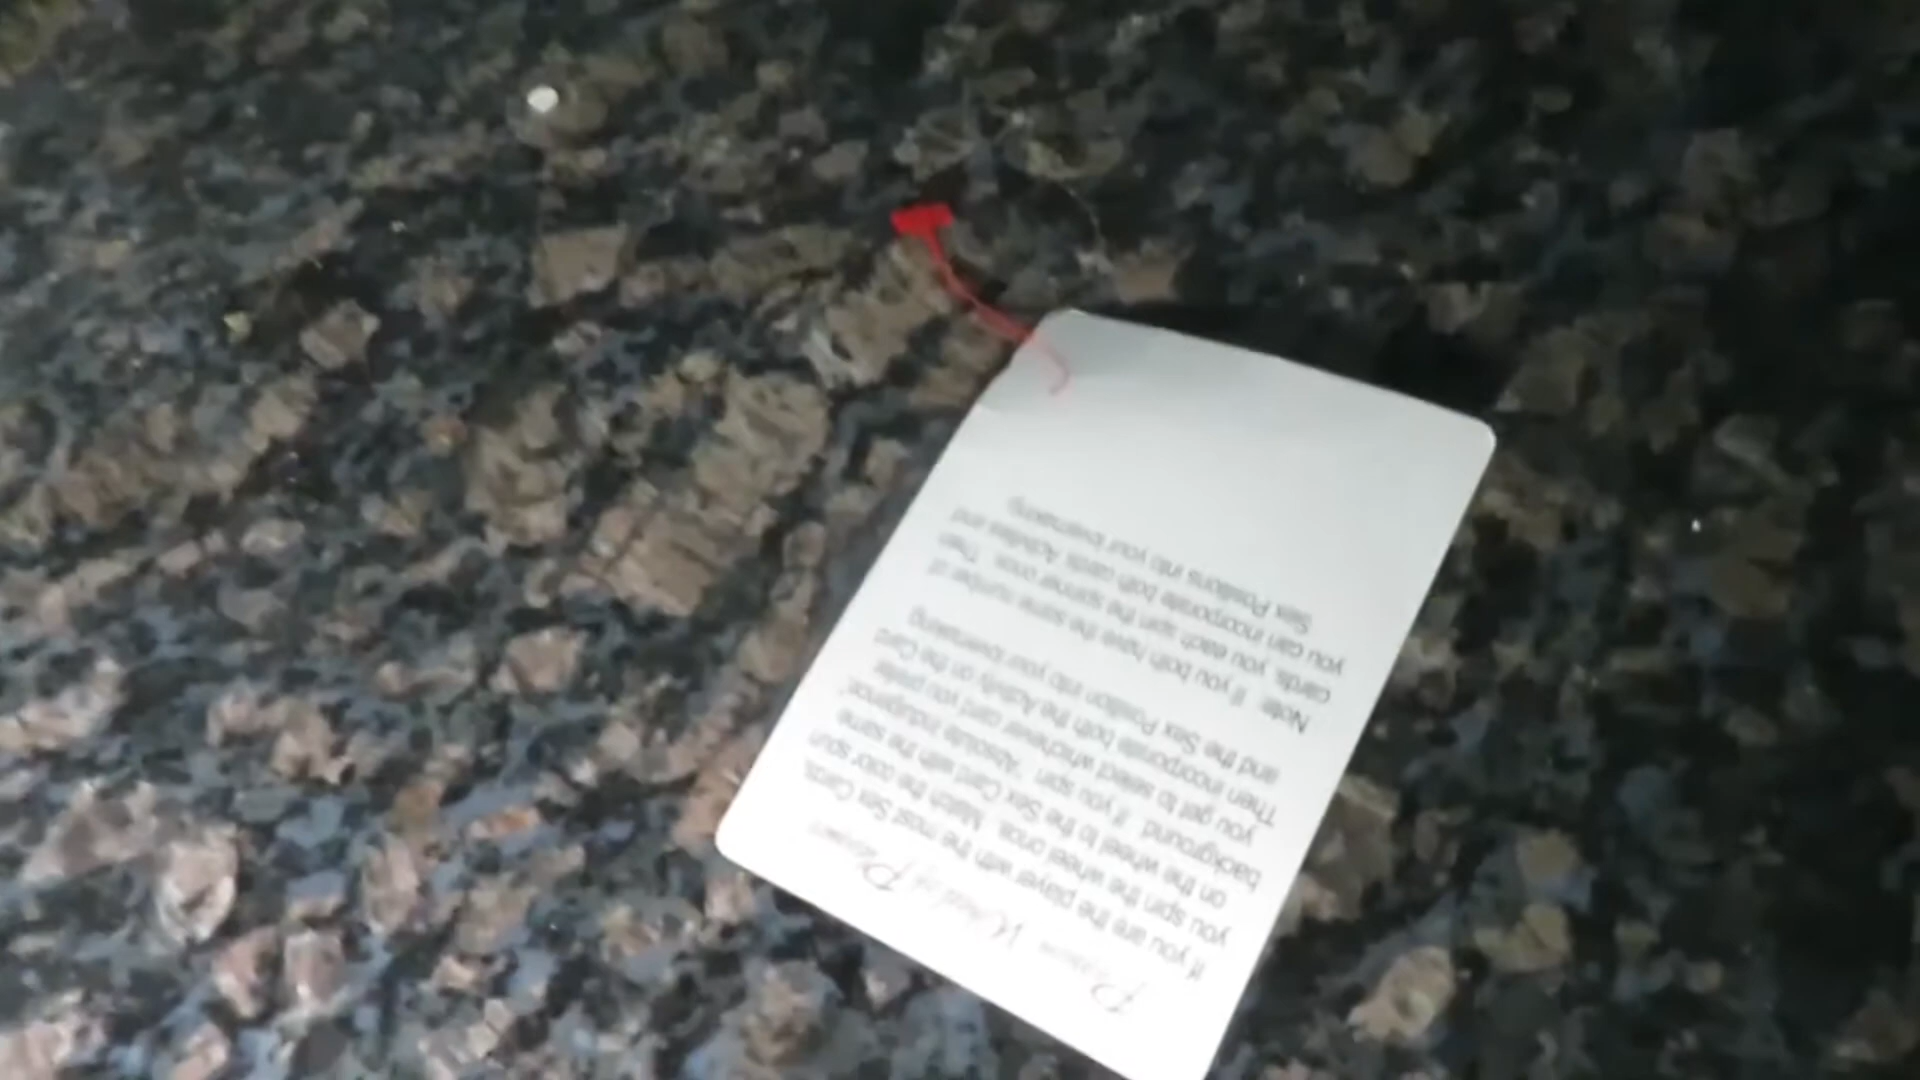 If you are the player with the most Sex Cards,
you spin the wheel once. Match the color spun
on the wheel to the Sex Card with the same
background. If you spin "Absolute Indulgence,"
you get to select whichever card you prefer.
Then incorporate both the Activity on the Card
and the Sex Position into your lovemaking.
Note: If you both have the same number of
cards, you each spin the spinner once. Then
you can incorporate both cards' Activities and
Sex Positions into your lovemaking.